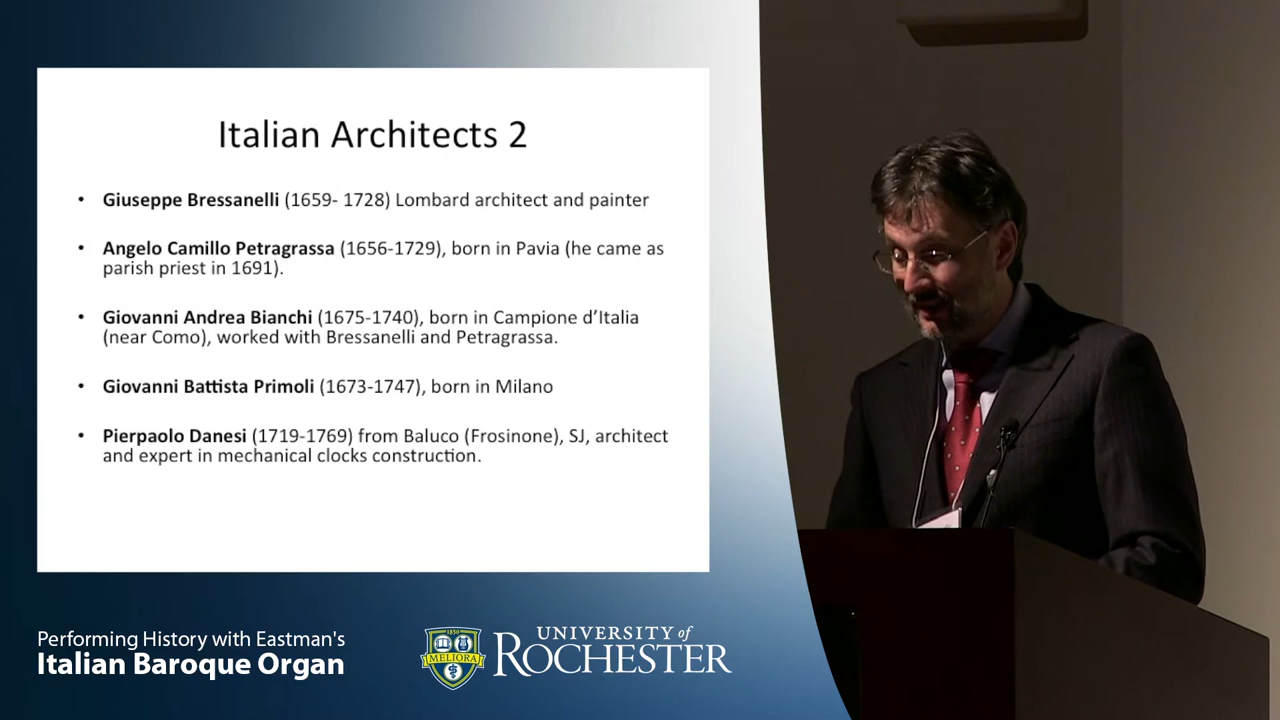 Italian Architects 2
• Giuseppe Bressanelli (1659- 1728) Lombard architect and painter
• Angelo Camillo Petragrassa (1656-1729), born in Pavia (he came as
parish priest in 1691).
• Giovanni Andrea Bianchi (1675-1740), born in Campione d’Italia
(near Como), worked with Bressanelli and Petragrassa.
• Giovanni Battista Primoli (1673-1747), born in Milano
• Pierpaolo Danesi (1719-1769) from Baluco (Frosinone), SJ, architect
and expert in mechanical clocks construction.
Performing History with Eastman's
Italian Baroque Organ
1850
MELIORA
UNIVERSITY of
ROCHESTER